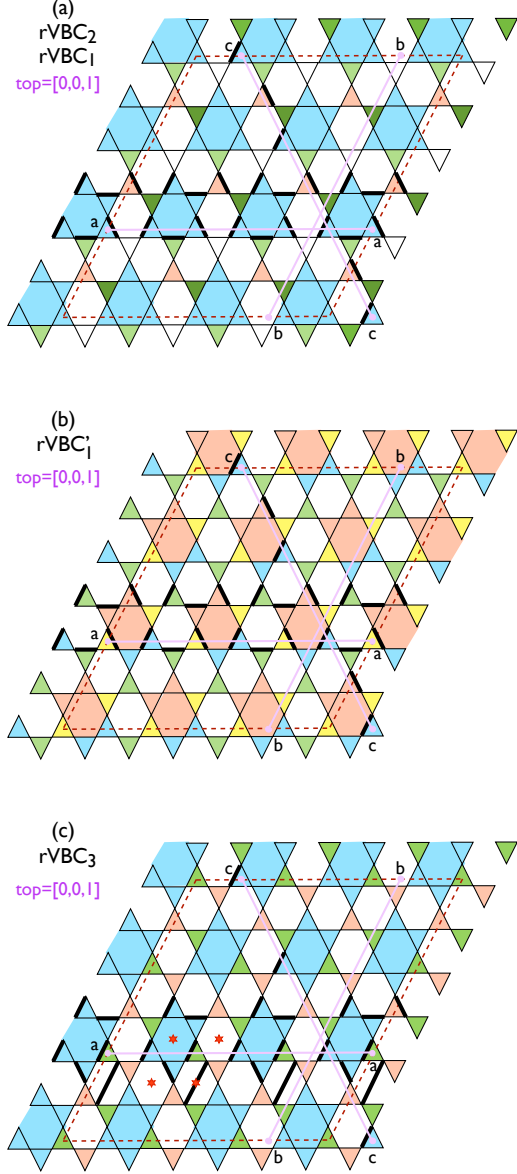 (a)
rVBC2
rVBC1
top=[0,0,1]
c
b
a
a
b
c
(b)
rVBC'1
top=[0,0,1]
c
b
a
a
b
c
(c)
rVBC3
top=[0,0,1]
c
b
a
a
b
c